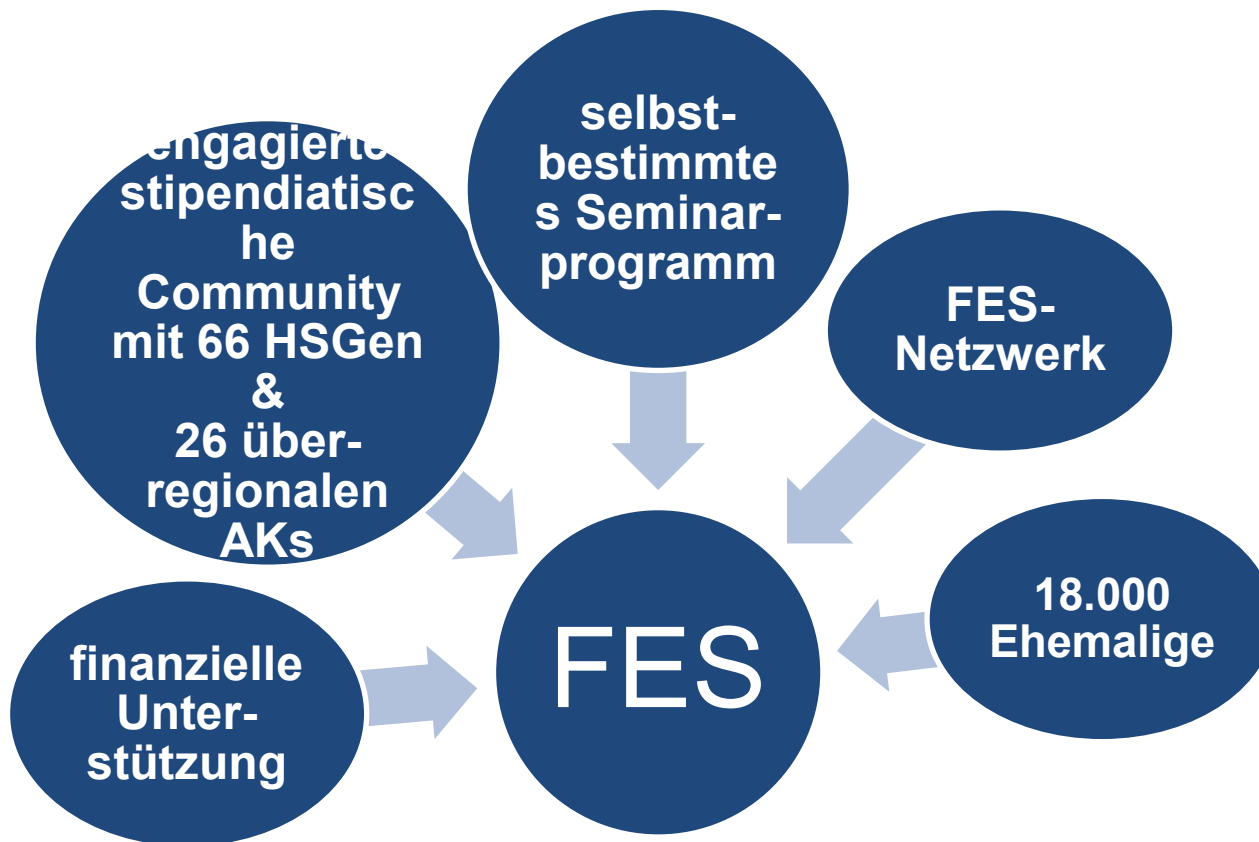 engagierte
stipendiatisc
he
Community
mit 66 HSGen
&
26 über-
regionalen
AKs
selbst-
bestimmte
s Seminar-
programm
FES-
Netzwerk
18.000
Ehemalige
finanzielle
Unter-
stützung
FES